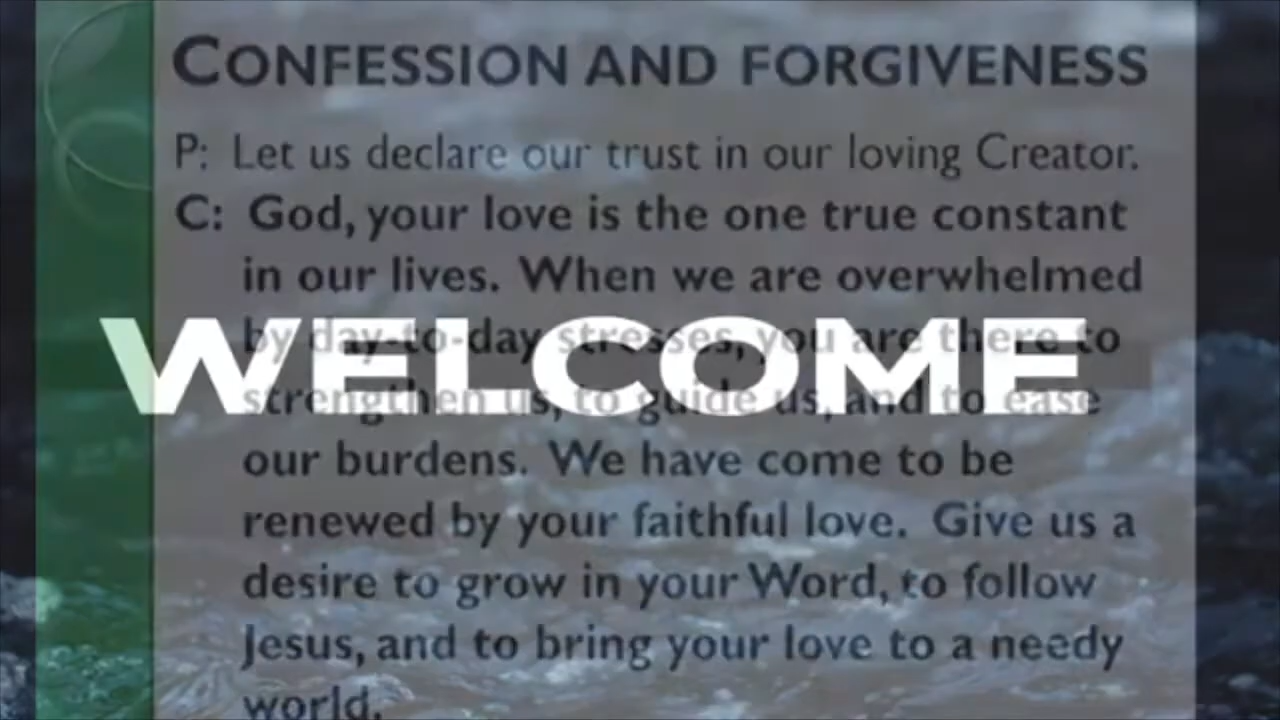 CONFESSION AND FORGIVENESS
P: Let us declare our trust in our loving Creator.
C: God, your love is the one true constant
in our lives. When we are overwhelmed
by day-to-day stresses, you are there to
WELCOME
strengthen us, to guide us, and to ease
our burdens. We have come to be
renewed by your faithful love. Give us a
desire to grow in your Word, to follow
Jesus, and to bring your love to a needy
world.